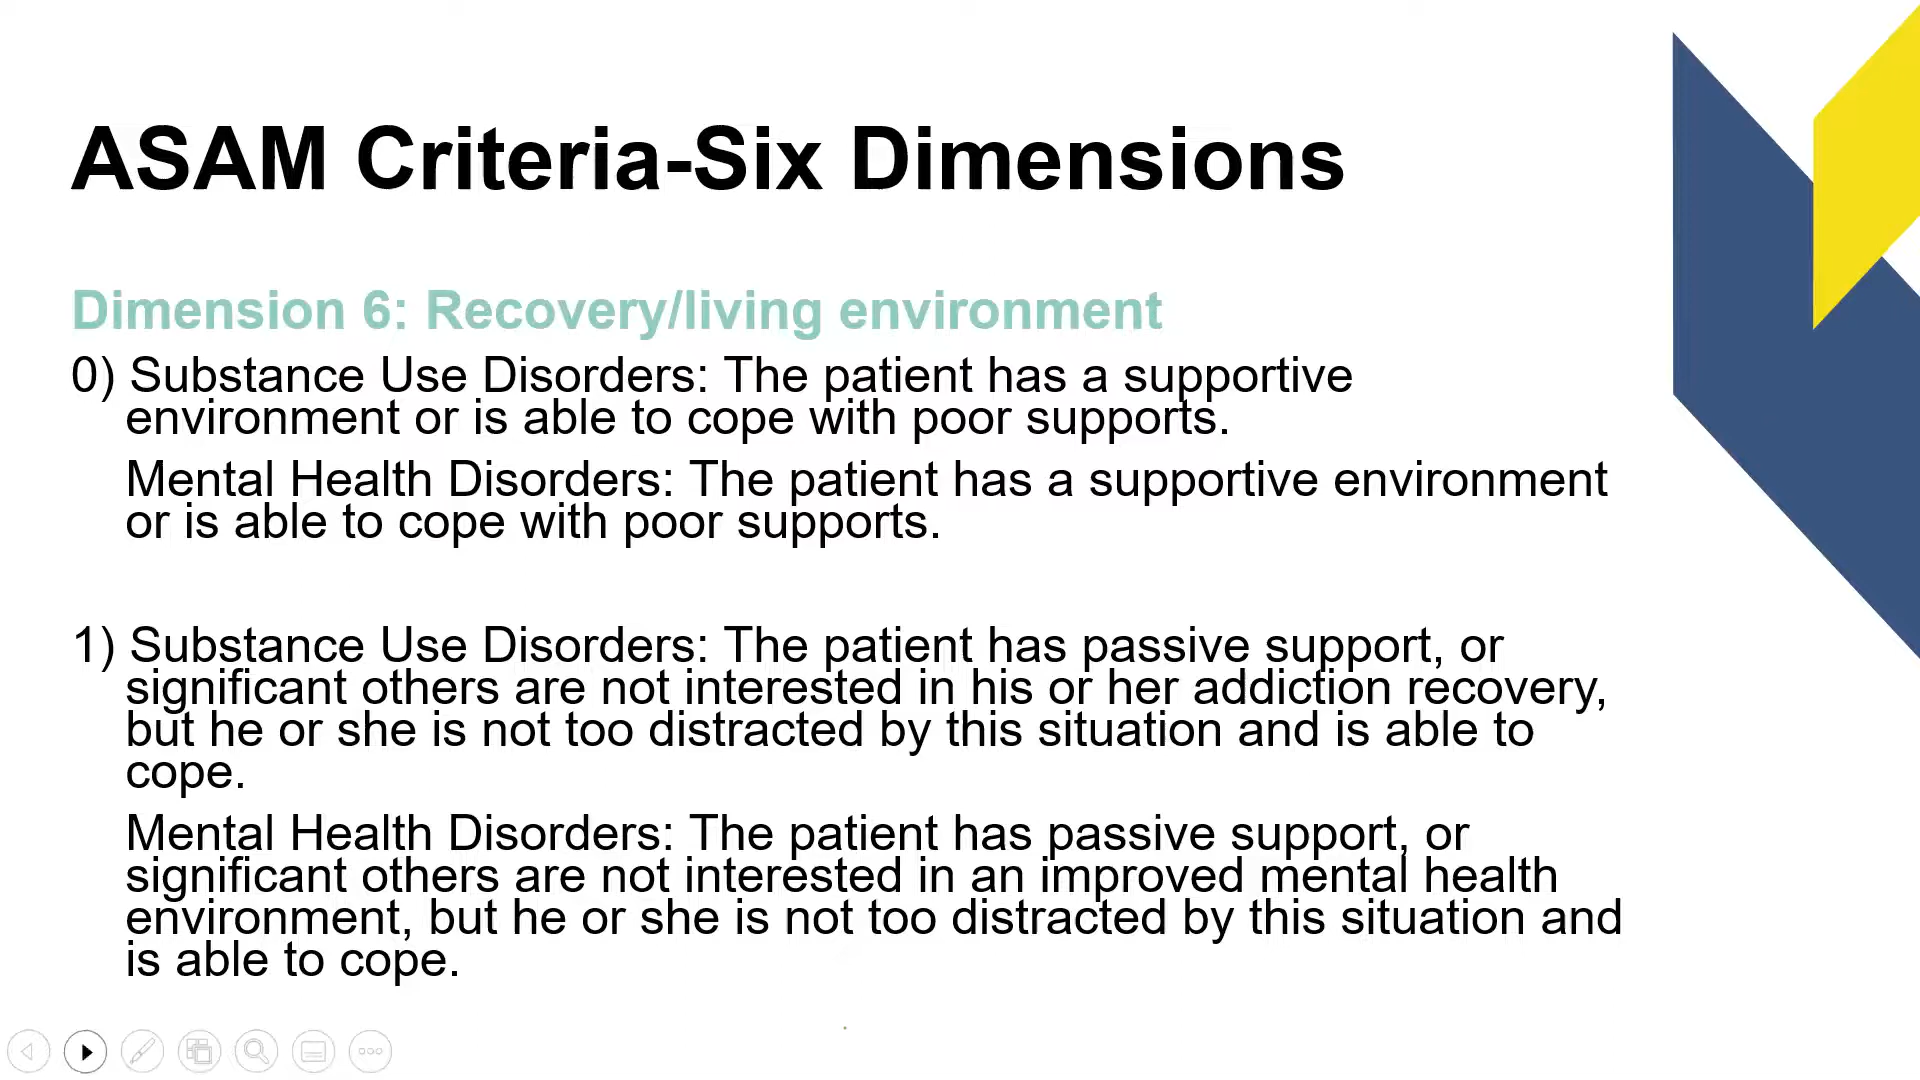 ASAM Criteria-Six Dimensions
Dimension 6: Recovery/living environment
0) Substance Use Disorders: The patient has a supportive
environment or is able to cope with poor supports.
Mental Health Disorders: The patient has a supportive environment
or is able to cope with poor supports.
1) Substance Use Disorders: The patient has passive support, or
significant others are not interested in his or her addiction recovery,
but he or she is not too distracted by this situation and is able to
cope.
Mental Health Disorders: The patient has passive support, or
significant others are not interested in an improved mental health
environment, but he or she is not too distracted by this situation and
is able to cope.